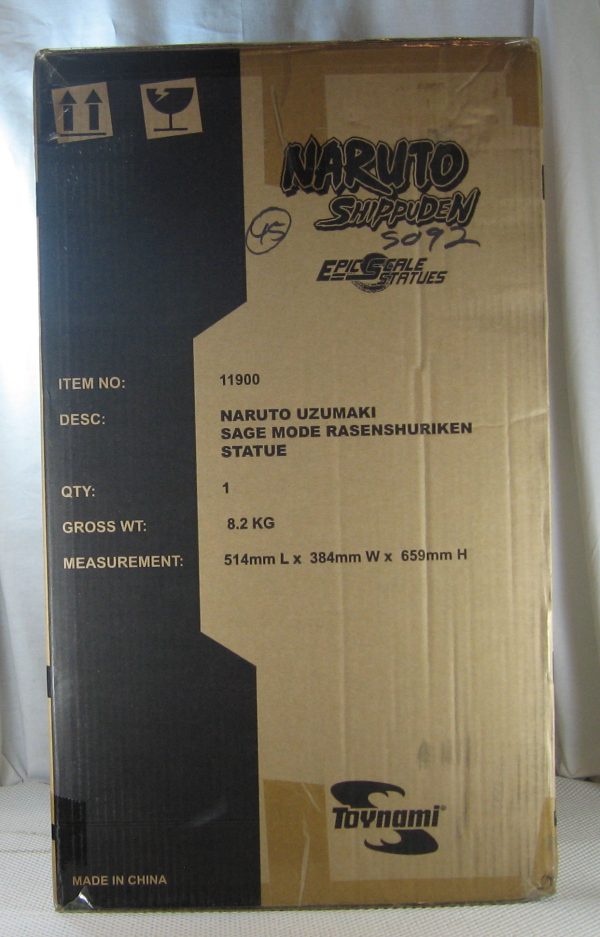 NARUTO
SHIPPUDEN
45
5092
EPIC SCALE
STATUES
ITEM NO: 11900
DESC: NARUTO UZUMAKI
SAGE MODE RASENSHURIKEN
STATUE
QTY: 1
GROSS WT: 8.2 KG
MEASUREMENT: 514mm L x 384mm W x 659mm H
Toynami®
MADE IN CHINA